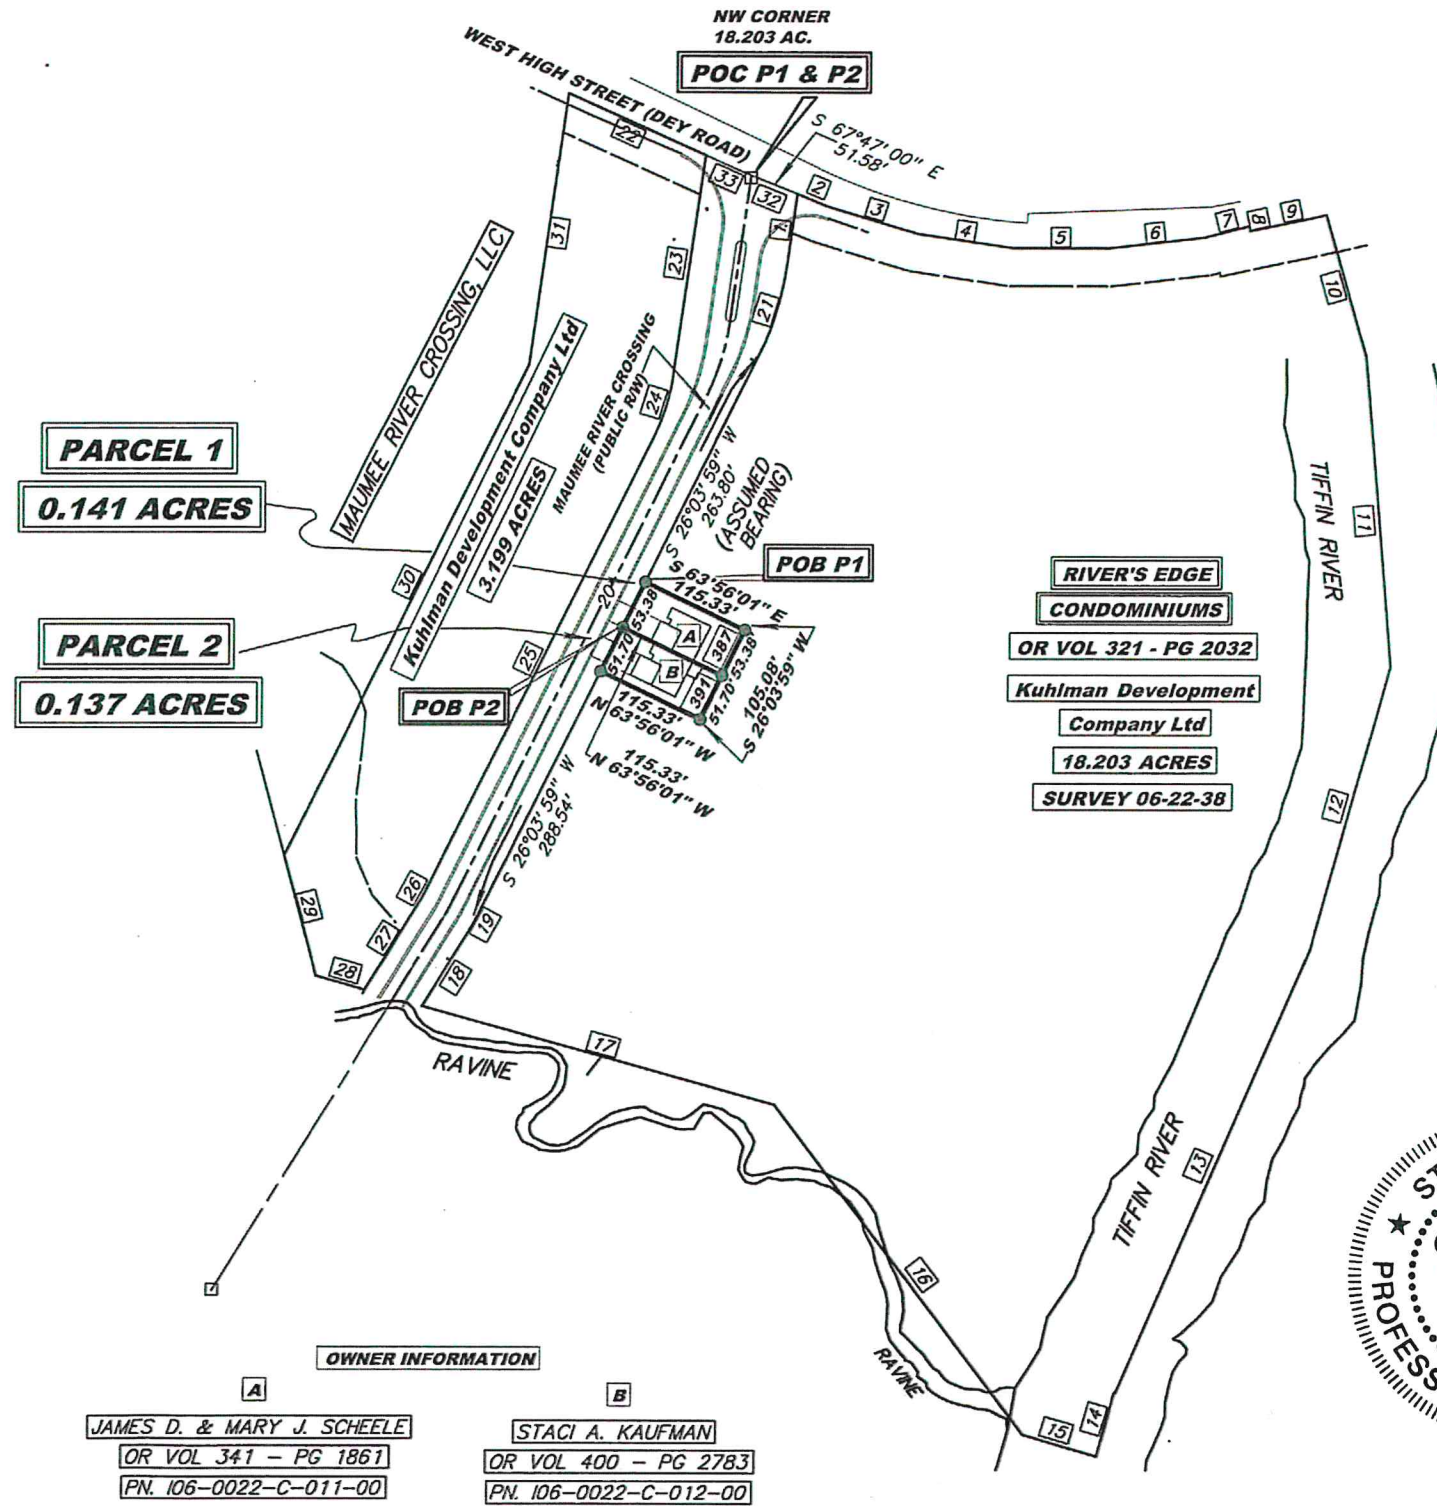 NW CORNER
18.203 AC.
POC P1 & P2
WEST HIGH STREET (DEY ROAD)
S 67°47'00" E
51.58'
22
33
32
1
2
3
4
5
6
7
8
9
10
31
23
21
MAUMEE RIVER CROSSING, LLC
Kuhlman Development Company Ltd
3.199 ACRES
MAUMEE RIVER CROSSING
(PUBLIC R/W)
24
PARCEL 1
0.141 ACRES
S 26°03'59" W
263.80'
(ASSUMED
BEARING)
POB P1
S 63°56'01" E
115.33'
TIFFIN RIVER
11
30
20
20'
53.38
A
387
53.38
B
51.70
391
51.70'
105.08'
S 26°03'59" W
PARCEL 2
0.137 ACRES
25
POB P2
115.33'
N 63°56'01" W
115.33'
N 63°56'01" W
RIVER'S EDGE
CONDOMINIUMS
OR VOL 321 - PG 2032
Kuhlman Development
Company Ltd
18.203 ACRES
SURVEY 06-22-38
12
S 26°03'59" W
288.54'
26
29
27
19
28
18
17
RAVINE
TIFFIN RIVER
13
16
RAVINE
15
14
PROFESS
OWNER INFORMATION
A
JAMES D. & MARY J. SCHEELE
OR VOL 341 - PG 1861
PN. I06-0022-C-011-00
B
STACI A. KAUFMAN
OR VOL 400 - PG 2783
PN. I06-0022-C-012-00